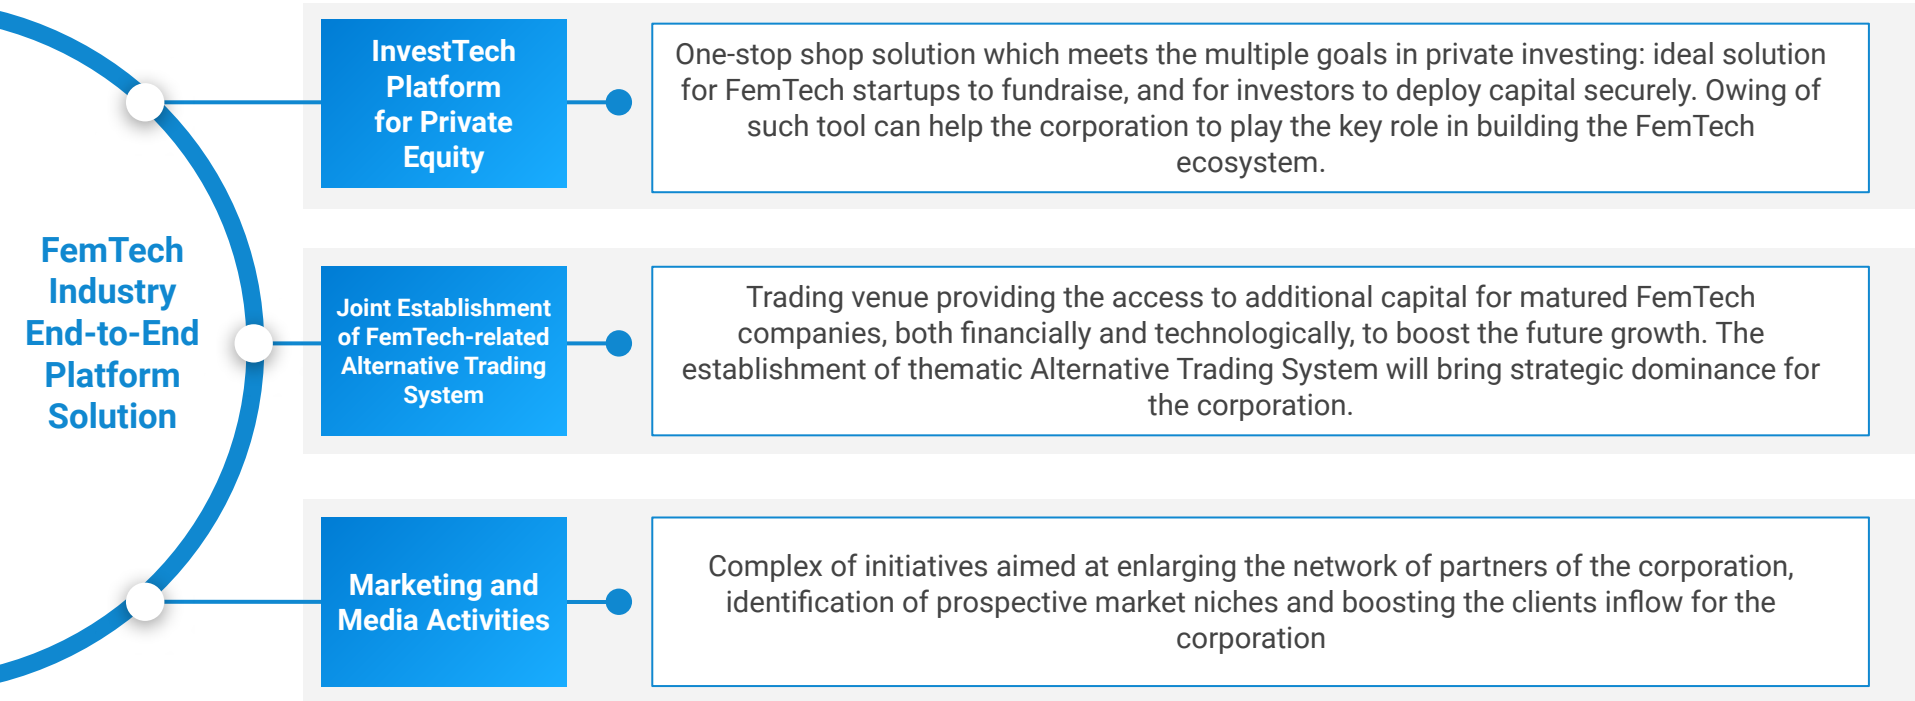 FemTech
Industry
End-to-End
Platform
Solution
InvestTech
Platform
for Private
Equity
One-stop shop solution which meets the multiple goals in private investing: ideal solution
for FemTech startups to fundraise, and for investors to deploy capital securely. Owing of
such tool can help the corporation to play the key role in building the FemTech
ecosystem.
Joint Establishment
of FemTech-related
Alternative Trading
System
Trading venue providing the access to additional capital for matured FemTech
companies, both financially and technologically, to boost the future growth. The
establishment of thematic Alternative Trading System will bring strategic dominance for
the corporation.
Marketing and
Media Activities
Complex of initiatives aimed at enlarging the network of partners of the corporation,
identification of prospective market niches and boosting the clients inflow for the
corporation